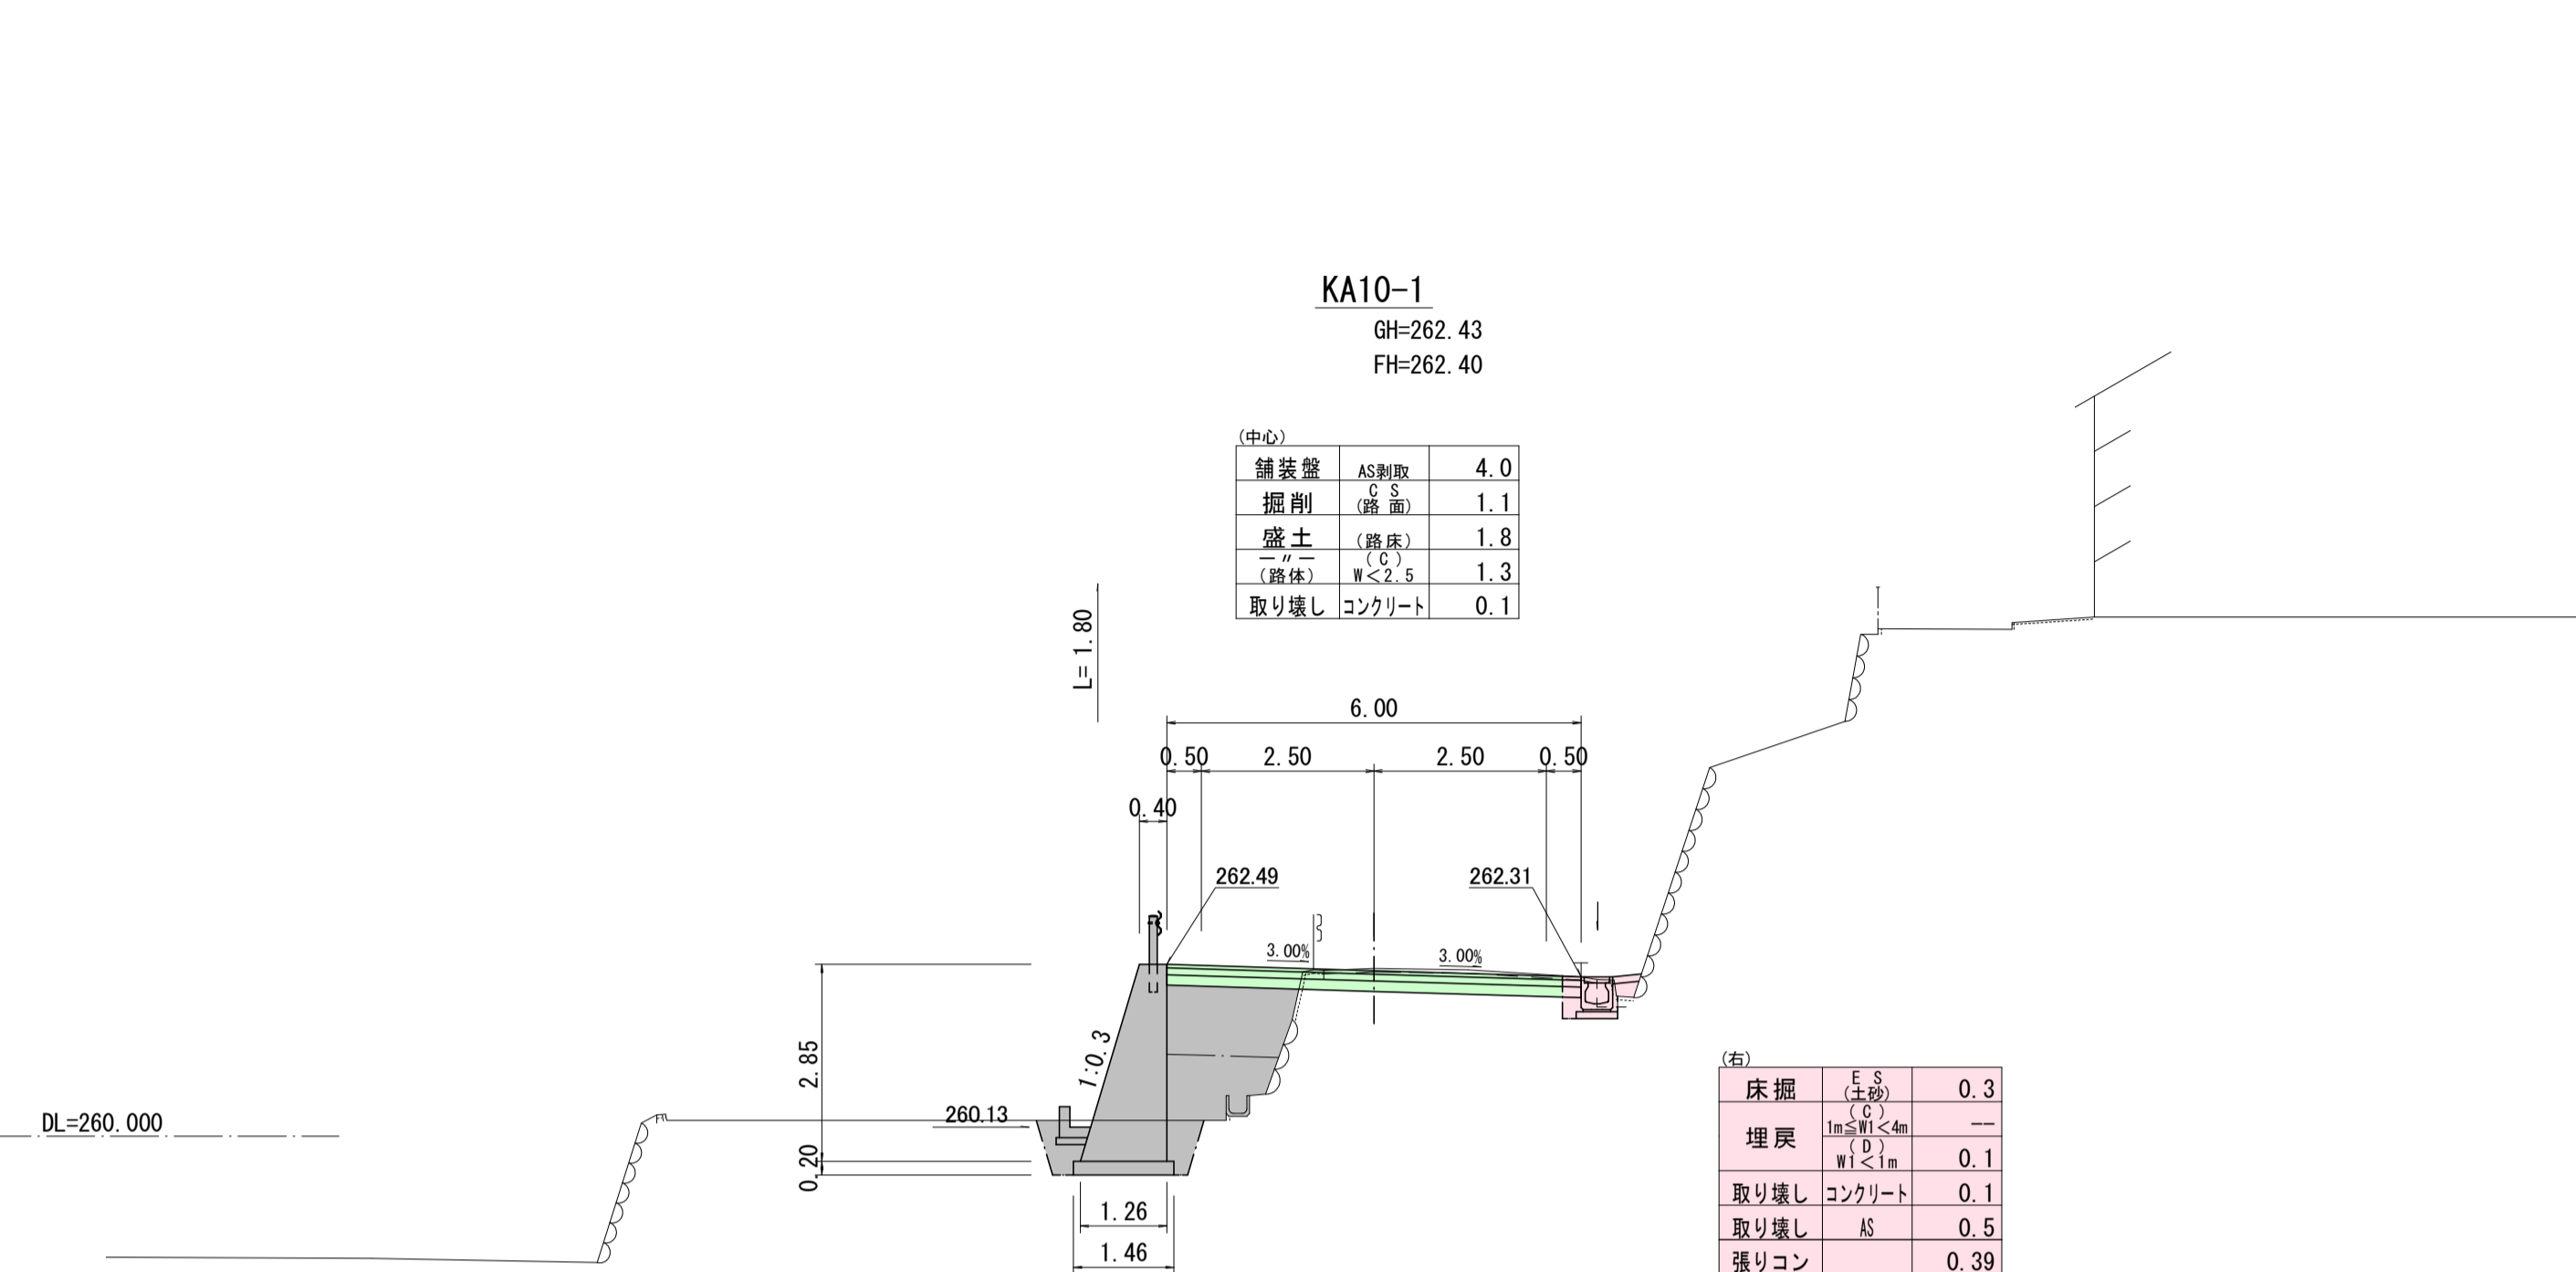 KA10-1
GH=262.43
FH=262.40
(中心)
舗装盤 AS剥取 4.0
掘削 C S (路 面) 1.1
盛土 (路床) 1.8
―〃― (路体) (C) W<2.5 1.3
取り壊し コンクリート 0.1
L= 1.80
6.00
0.50 2.50 2.50 0.50
0.40
262.49 262.31
3.00% 3.00%
1:0.3
2.85
0.20
260.13
DL=260.000
1.26
1.46
(右)
床掘 E S (土砂) 0.3
埋戻 (C) 1m≦W1<4m --
(D) W1<1m 0.1
取り壊し コンクリート 0.1
取り壊し AS 0.5
張りコン 0.39